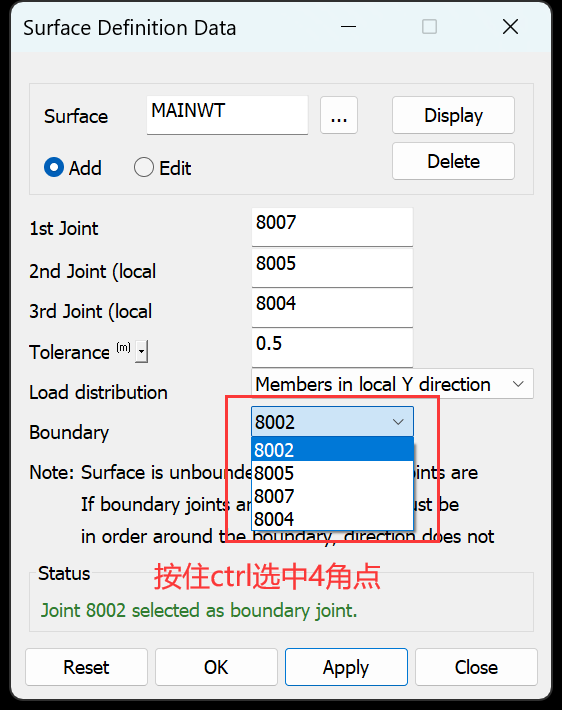 Surface Definition Data
Surface MAINWT ... Display
Add Edit Delete
1st Joint 8007
2nd Joint (local 8005
3rd Joint (local 8004
Tolerance (m) 0.5
Load distribution Members in local Y direction
Boundary 8002
8002
8005
8007
8004
Note: Surface is unbounde ints are
If boundary joints ar ust be
in order around the boundary, direction does not
Status
按住ctrl选中4角点
Joint 8002 selected as boundary joint.
Reset OK Apply Close